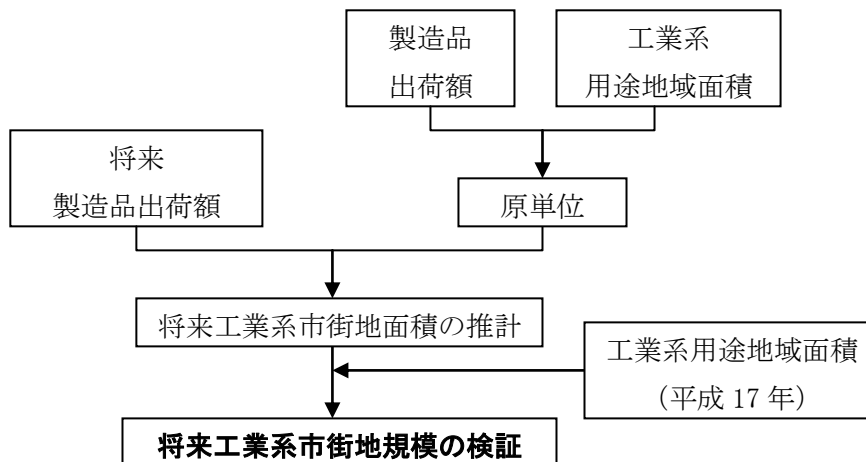 製造品
出荷額
工業系
用途地域面積
将来
製造品出荷額
原単位
将来工業系市街地面積の推計
工業系用途地域面積
（平成 17 年）
将来工業系市街地規模の検証